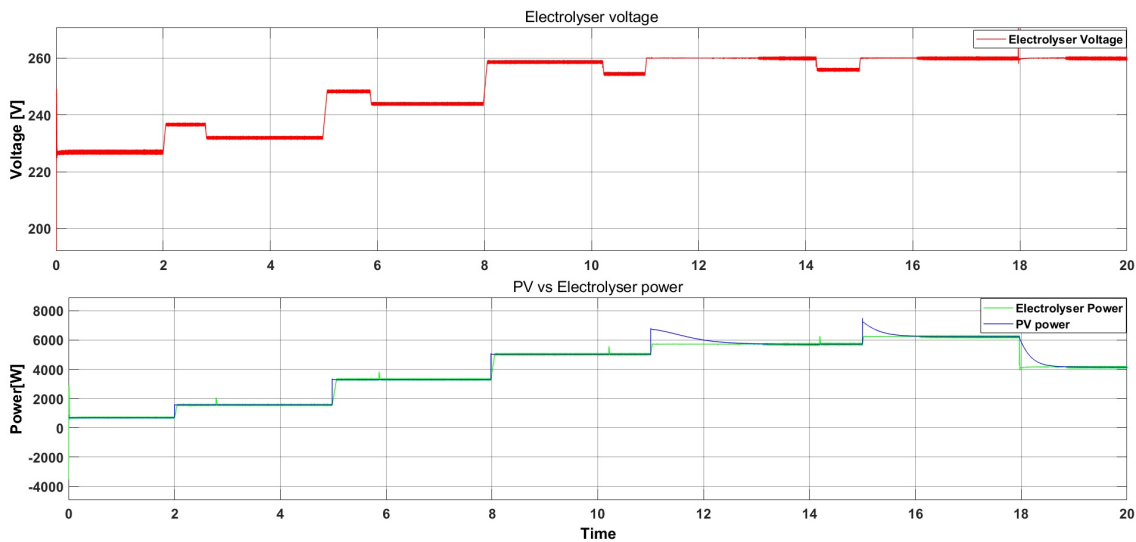 Electrolyser voltage
Electrolyser Voltage
Voltage [V]
260
240
220
200
0 2 4 6 8 10 12 14 16 18 20
PV vs Electrolyser power
Electrolyser Power
PV power
Power[W]
8000
6000
4000
2000
0
-2000
-4000
0 2 4 6 8 10 12 14 16 18 20
Time